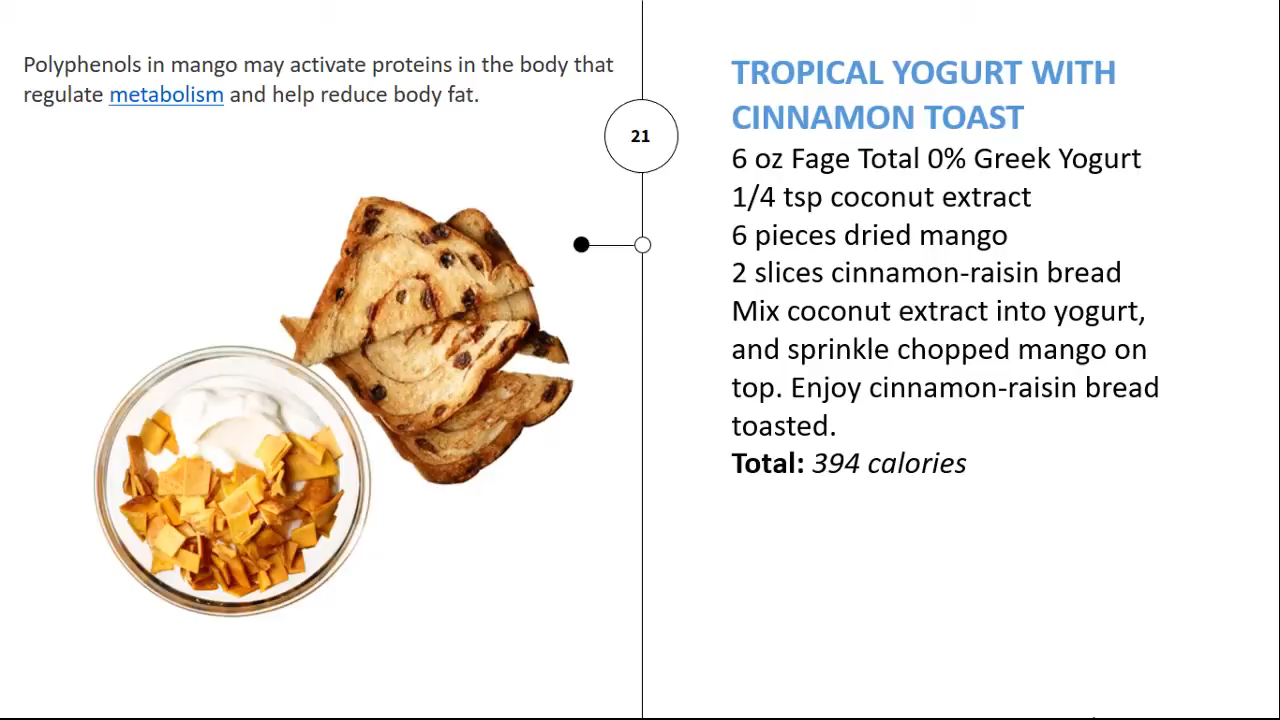 Polyphenols in mango may activate proteins in the body that
regulate metabolism and help reduce body fat.
21
TROPICAL YOGURT WITH
CINNAMON TOAST
6 oz Fage Total 0% Greek Yogurt
1/4 tsp coconut extract
6 pieces dried mango
2 slices cinnamon-raisin bread
Mix coconut extract into yogurt,
and sprinkle chopped mango on
top. Enjoy cinnamon-raisin bread
toasted.
Total: 394 calories